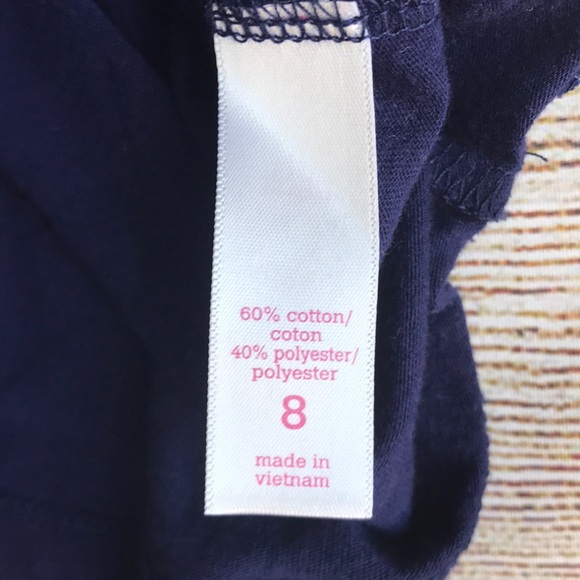 60% cotton/
coton
40% polyester/
polyester
8
made in
vietnam